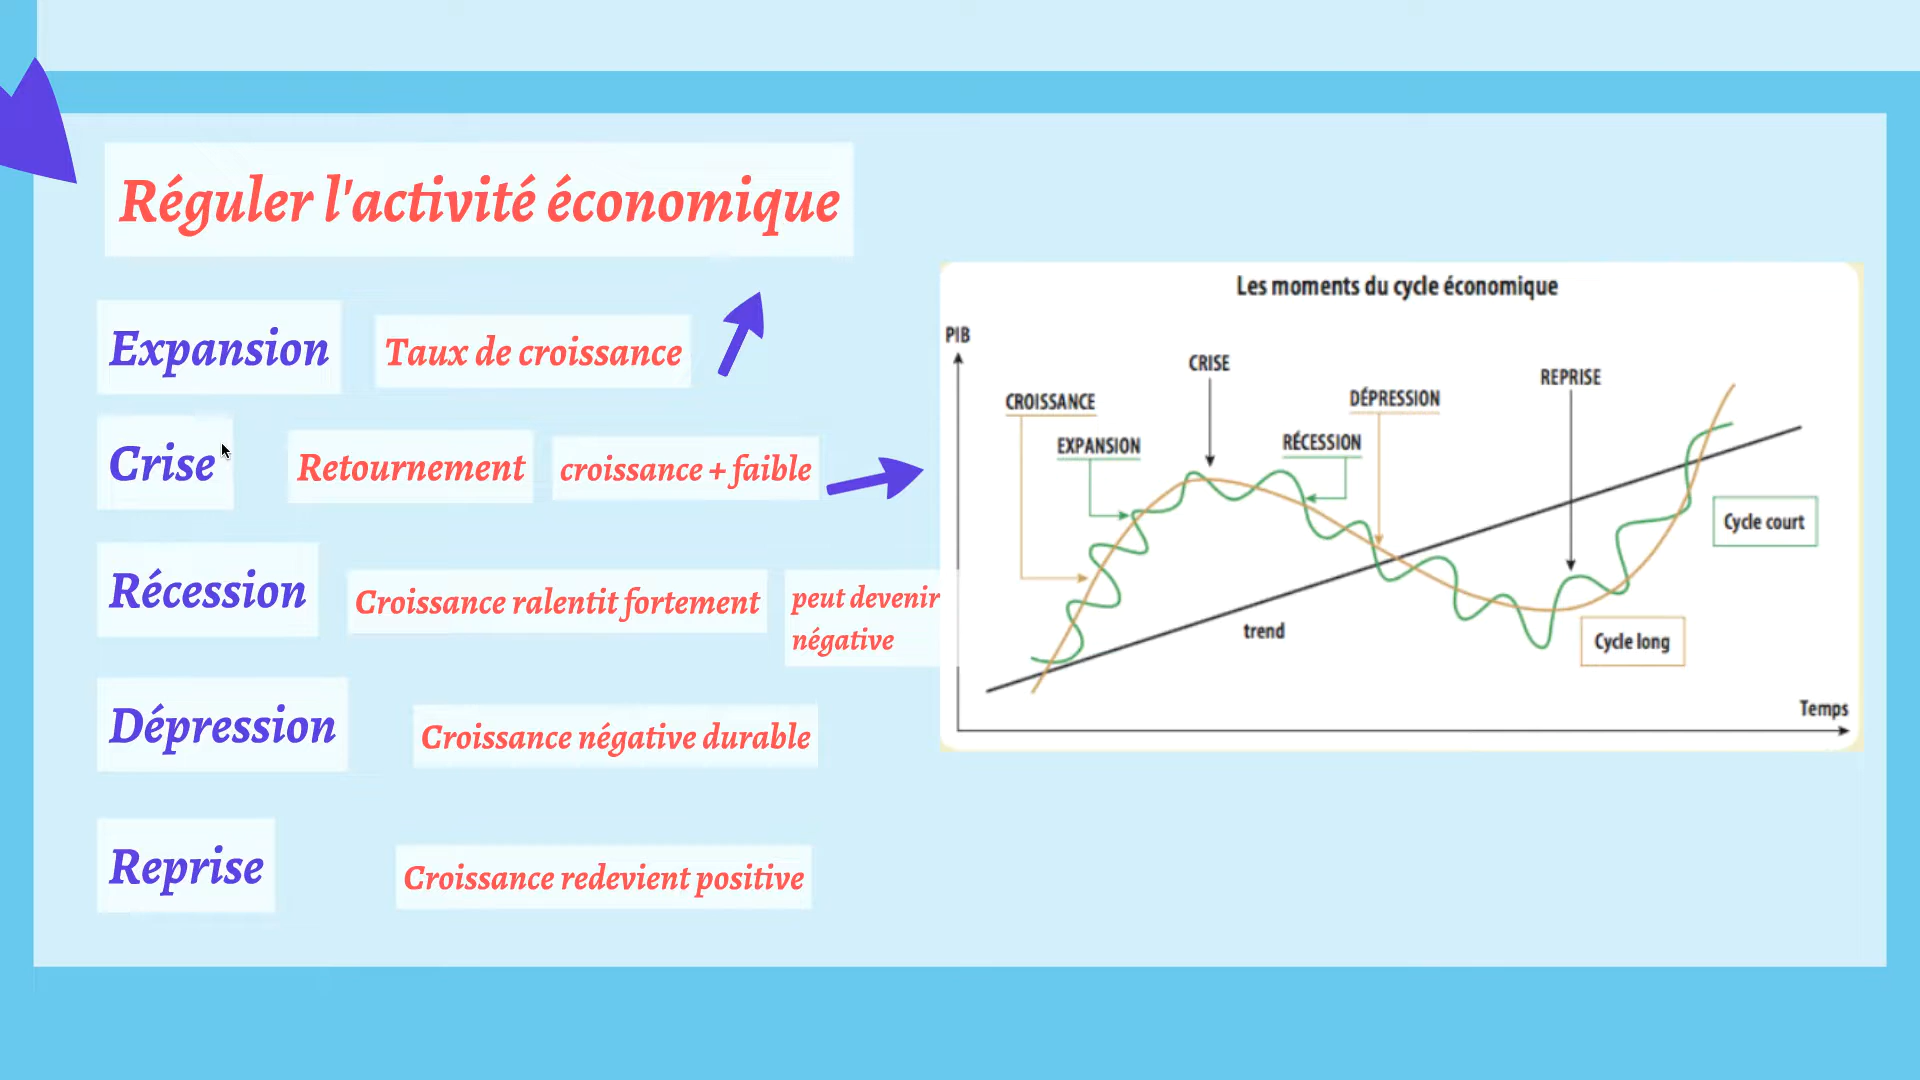 Réguler l'activité économique
Expansion
Taux de croissance
Crise
Retournement
croissance + faible
Récession
Croissance ralentit fortement
peut devenir
négative
Dépression
Croissance négative durable
Reprise
Croissance redevient positive
Les moments du cycle économique
PIB
CRISE
REPRISE
DÉPRESSION
CROISSANCE
EXPANSION
RÉCESSION
Cycle court
trend
Cycle long
Temps